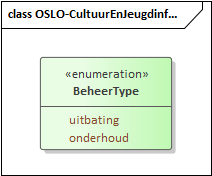 class OSLO-CultuurEnJeugdinf...
«enumeration»
BeheerType
uitbating
onderhoud